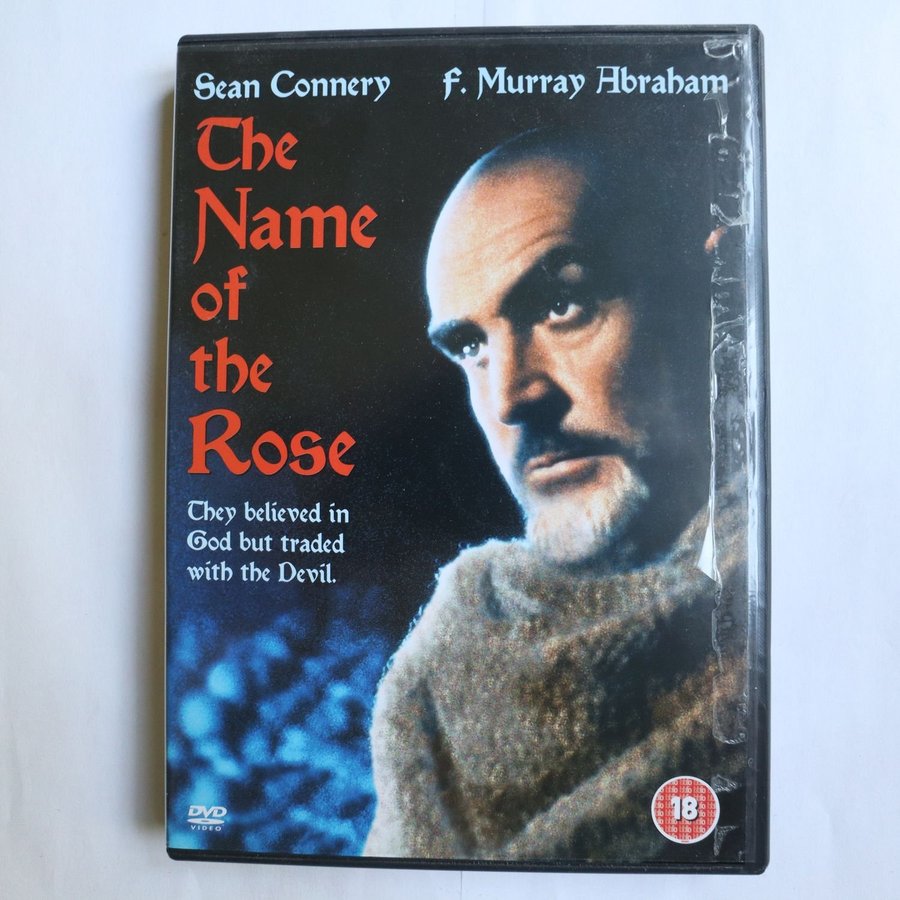 Sean Connery F. Murray Abraham
The
Name
of
the
Rose
They believed in
God but traded
with the Devil.
DVD
VIDEO
18